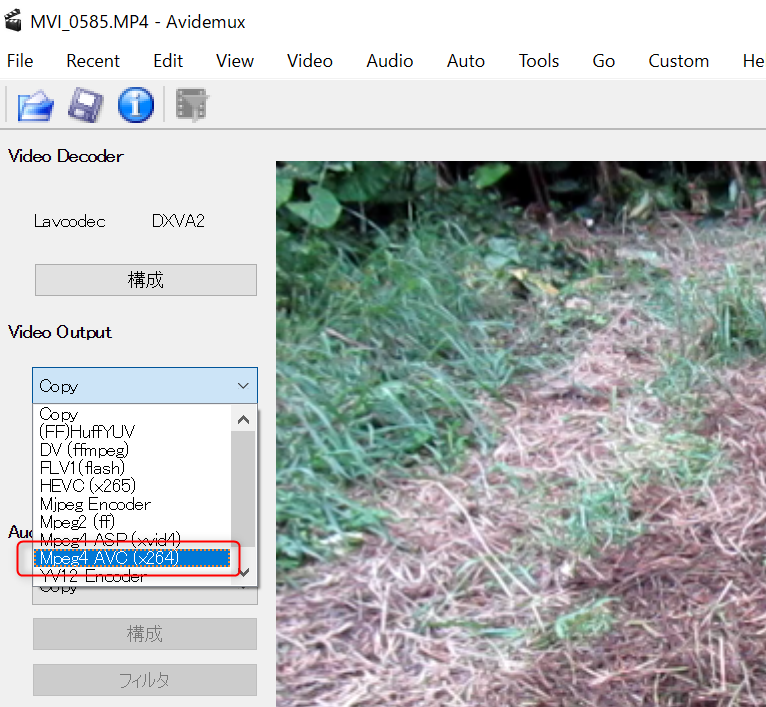 MVI_0585.MP4 - Avidemux
File Recent Edit View Video Audio Auto Tools Go Custom He
Video Decoder
Lavcodec DXVA2
構成
Video Output
Copy
Copy
(FF)HuffYUV
DV (ffmpeg)
FLV1(flash)
HEVC (x265)
Mjpeg Encoder
Mpeg2 (ff)
Mpeg4 ASP (xvid4)
Mpeg4 AVC (x264)
YV12 Encoder
Copy
構成
フィルタ